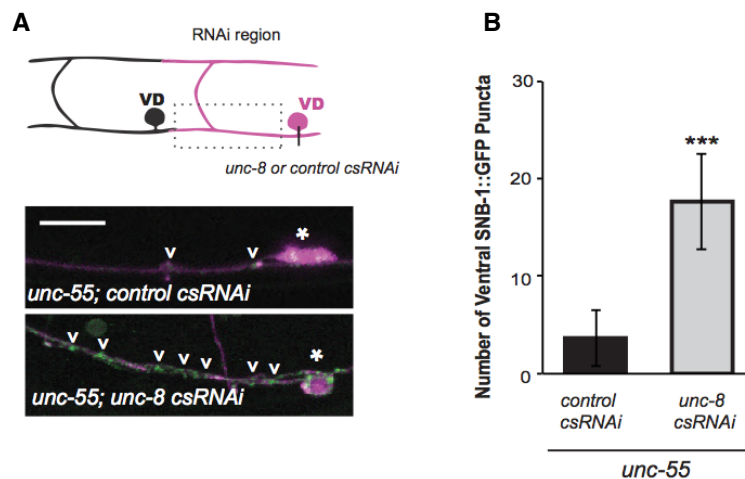 A
RNAi region
VD
VD
unc-8 or control csRNAi
v v *
unc-55; control csRNAi
v v v v v v v *
unc-55; unc-8 csRNAi
B
Number of Ventral SNB-1::GFP Puncta
30
20
10
0
***
control
csRNAi
unc-8
csRNAi
unc-55